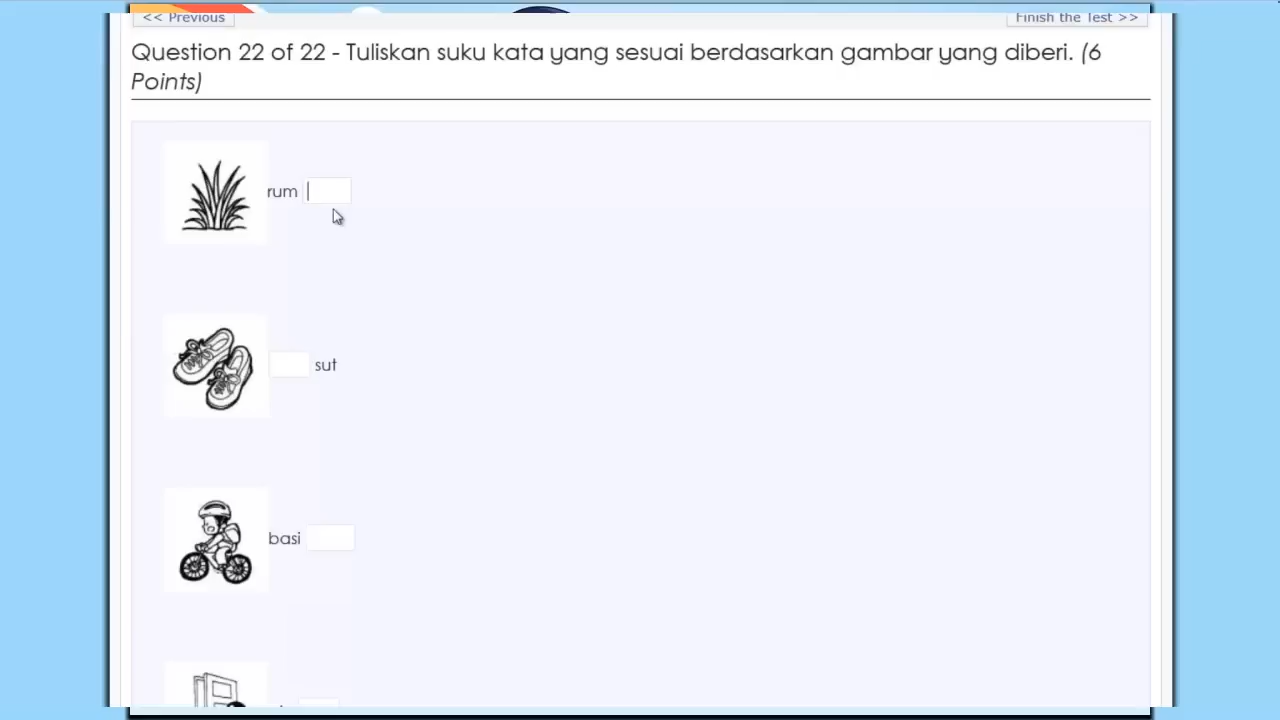 << Previous
Finish the Test >>
Question 22 of 22 - Tuliskan suku kata yang sesuai berdasarkan gambar yang diberi. (6
Points)
rum
sut
basi